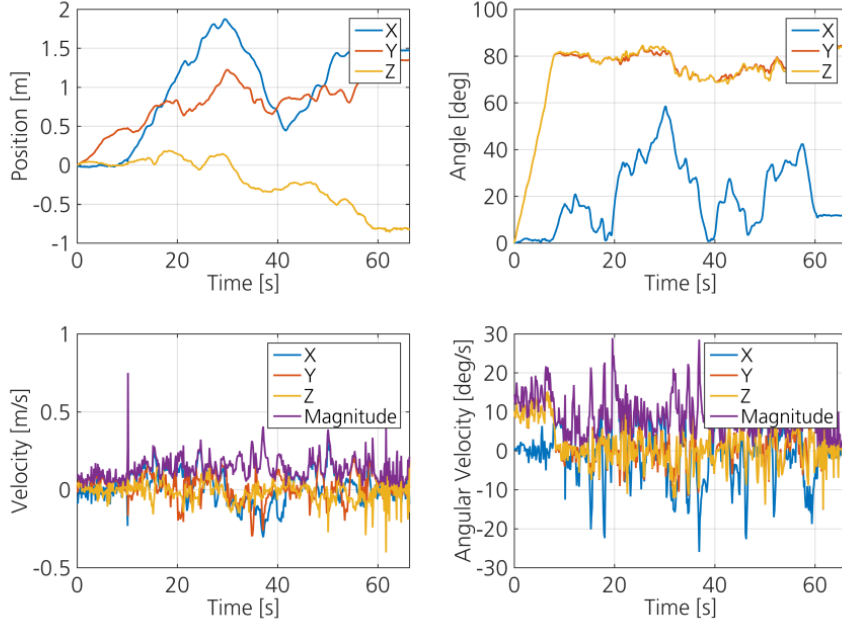 2
1.5
1
0.5
0
-0.5
-1
Position [m]
0 20 40 60
Time [s]
X
Y
Z
100
80
60
40
20
0
Angle [deg]
0 20 40 60
Time [s]
X
Y
Z
1
0.5
0
-0.5
Velocity [m/s]
0 20 40 60
Time [s]
X
Y
Z
Magnitude
30
20
10
0
-10
-20
-30
Angular Velocity [deg/s]
0 20 40 60
Time [s]
X
Y
Z
Magnitude